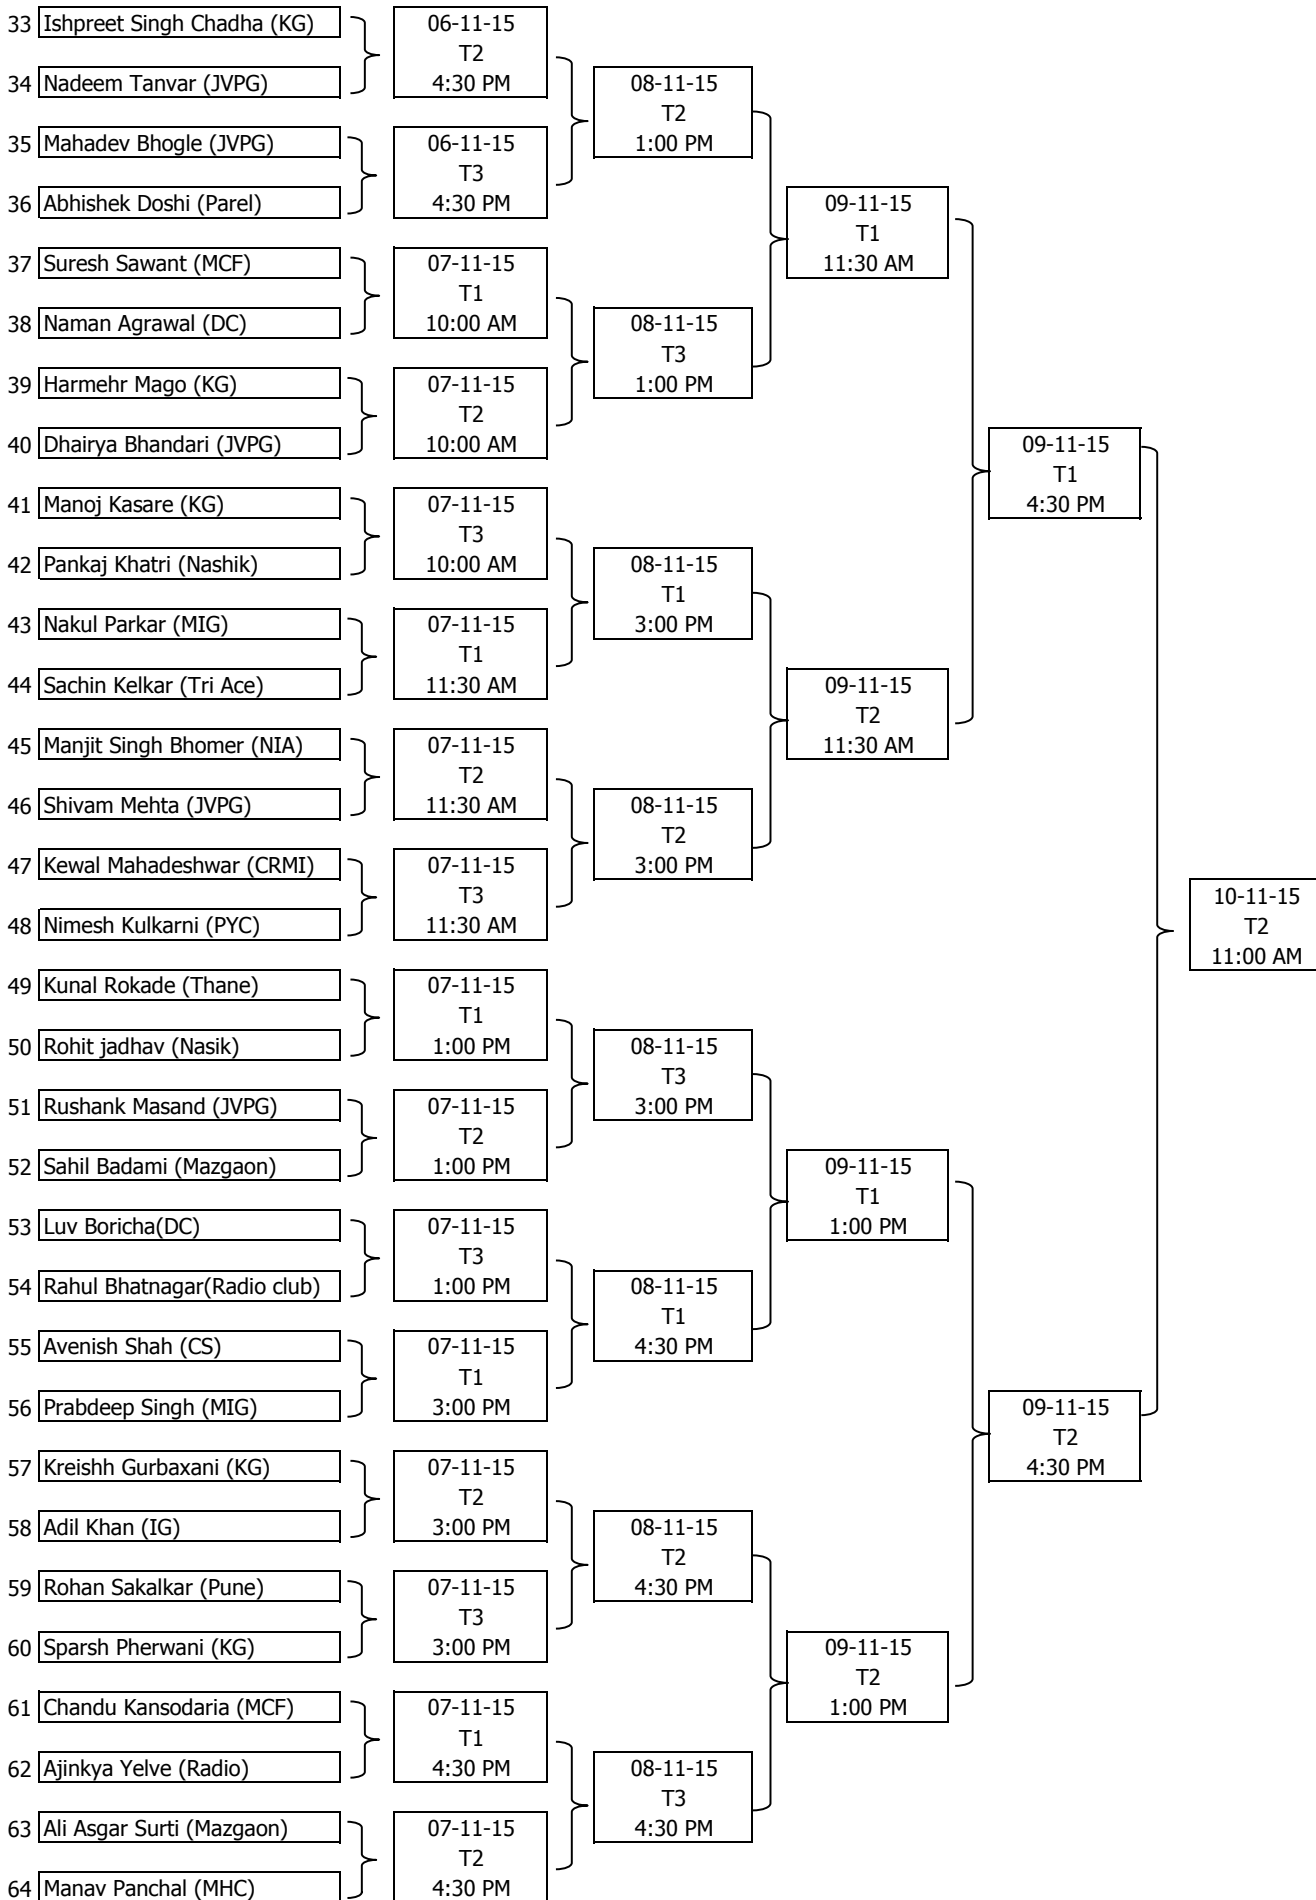 33 Ishpreet Singh Chadha (KG)
06-11-15
T2
4:30 PM
34 Nadeem Tanvar (JVPG)
08-11-15
T2
1:00 PM
35 Mahadev Bhogle (JVPG)
06-11-15
T3
4:30 PM
36 Abhishek Doshi (Parel)
09-11-15
T1
11:30 AM
37 Suresh Sawant (MCF)
07-11-15
T1
10:00 AM
38 Naman Agrawal (DC)
08-11-15
T3
1:00 PM
39 Harmehr Mago (KG)
07-11-15
T2
10:00 AM
40 Dhairya Bhandari (JVPG)
09-11-15
T1
4:30 PM
41 Manoj Kasare (KG)
07-11-15
T3
10:00 AM
42 Pankaj Khatri (Nashik)
08-11-15
T1
3:00 PM
43 Nakul Parkar (MIG)
07-11-15
T1
11:30 AM
44 Sachin Kelkar (Tri Ace)
09-11-15
T2
11:30 AM
45 Manjit Singh Bhomer (NIA)
07-11-15
T2
11:30 AM
46 Shivam Mehta (JVPG)
08-11-15
T2
3:00 PM
47 Kewal Mahadeshwar (CRMI)
07-11-15
T3
11:30 AM
48 Nimesh Kulkarni (PYC)
10-11-15
T2
11:00 AM
49 Kunal Rokade (Thane)
07-11-15
T1
1:00 PM
50 Rohit jadhav (Nasik)
08-11-15
T3
3:00 PM
51 Rushank Masand (JVPG)
07-11-15
T2
1:00 PM
52 Sahil Badami (Mazgaon)
09-11-15
T1
1:00 PM
53 Luv Boricha(DC)
07-11-15
T3
1:00 PM
54 Rahul Bhatnagar(Radio club)
08-11-15
T1
4:30 PM
55 Avenish Shah (CS)
07-11-15
T1
3:00 PM
56 Prabdeep Singh (MIG)
09-11-15
T2
4:30 PM
57 Kreishh Gurbaxani (KG)
07-11-15
T2
3:00 PM
58 Adil Khan (IG)
08-11-15
T2
4:30 PM
59 Rohan Sakalkar (Pune)
07-11-15
T3
3:00 PM
60 Sparsh Pherwani (KG)
09-11-15
T2
1:00 PM
61 Chandu Kansodaria (MCF)
07-11-15
T1
4:30 PM
62 Ajinkya Yelve (Radio)
08-11-15
T3
4:30 PM
63 Ali Asgar Surti (Mazgaon)
07-11-15
T2
4:30 PM
64 Manav Panchal (MHC)